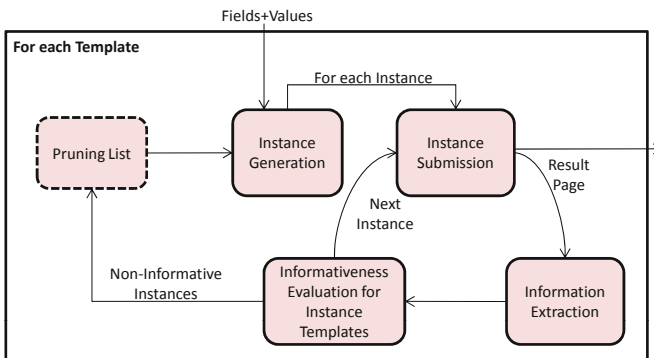 Fields+Values
For each Template
For each Instance
Pruning List
Instance
Generation
Instance
Submission
Result
Page
Next
Instance
Non-Informative
Instances
Informativeness
Evaluation for
Instance
Templates
Information
Extraction